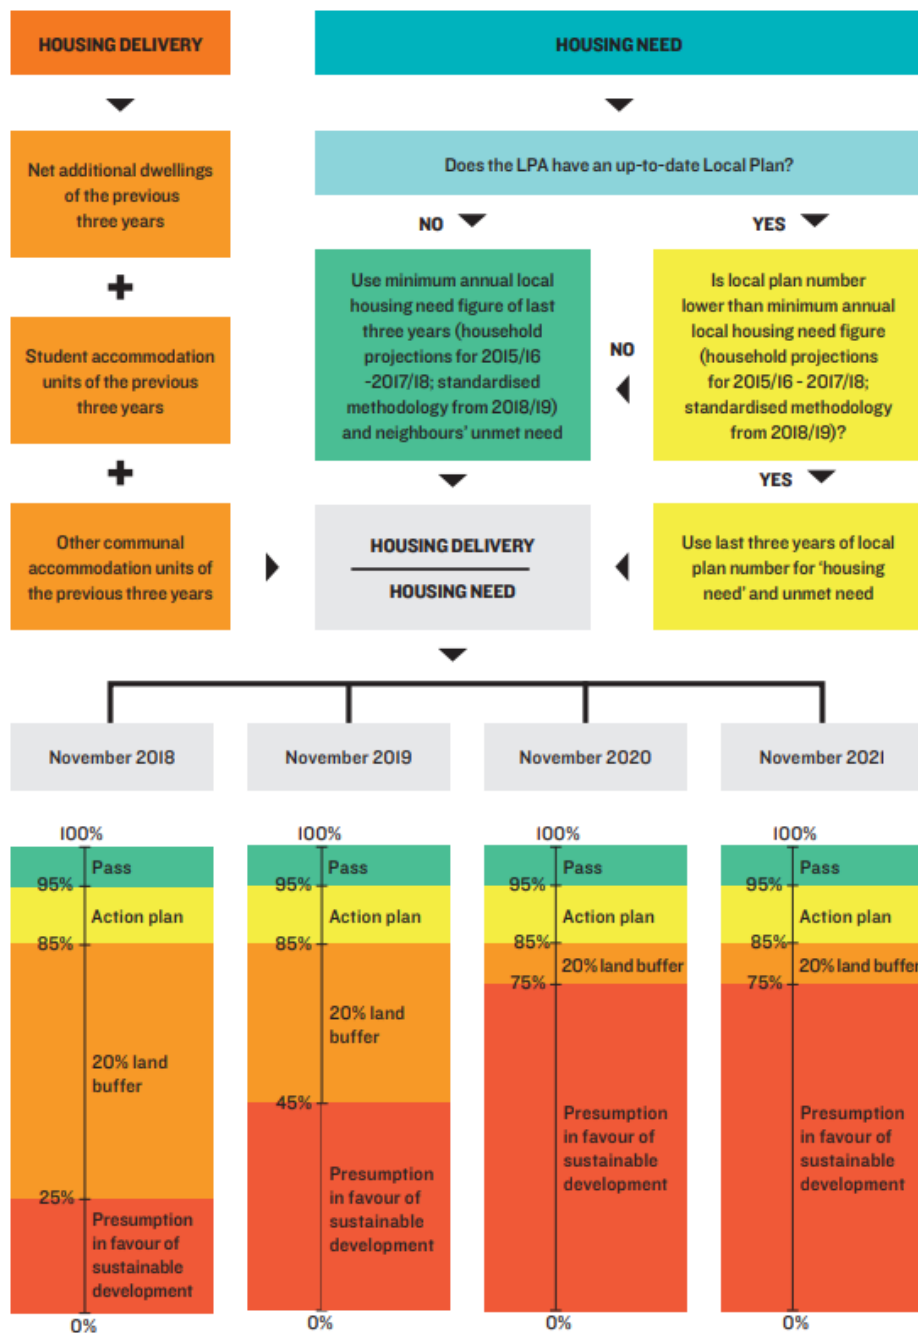 HOUSING DELIVERY
HOUSING NEED
Net additional dwellings
of the previous
three years
Student accommodation
units of the previous
three years
Other communal
accommodation units of
the previous three years
Does the LPA have an up-to-date Local Plan?
NO
YES
Use minimum annual local
housing need figure of last
three years (household
projections for 2015/16
-2017/18; standardised
methodology from 2018/19)
and neighbours’ unmet need
NO
Is local plan number
lower than minimum annual
local housing need figure
(household projections
for 2015/16 - 2017/18;
standardised methodology
from 2018/19)?
YES
HOUSING DELIVERY
HOUSING NEED
Use last three years of local
plan number for ‘housing
need’ and unmet need
November 2018
November 2019
November 2020
November 2021
100%
Pass
95%
Action plan
85%
20% land
buffer
25%
Presumption
in favour of
sustainable
development
0%
100%
Pass
95%
Action plan
85%
20% land
buffer
45%
Presumption
in favour of
sustainable
development
0%
100%
Pass
95%
Action plan
85%
20% land buffer
75%
Presumption
in favour of
sustainable
development
0%
100%
Pass
95%
Action plan
85%
20% land buffer
75%
Presumption
in favour of
sustainable
development
0%